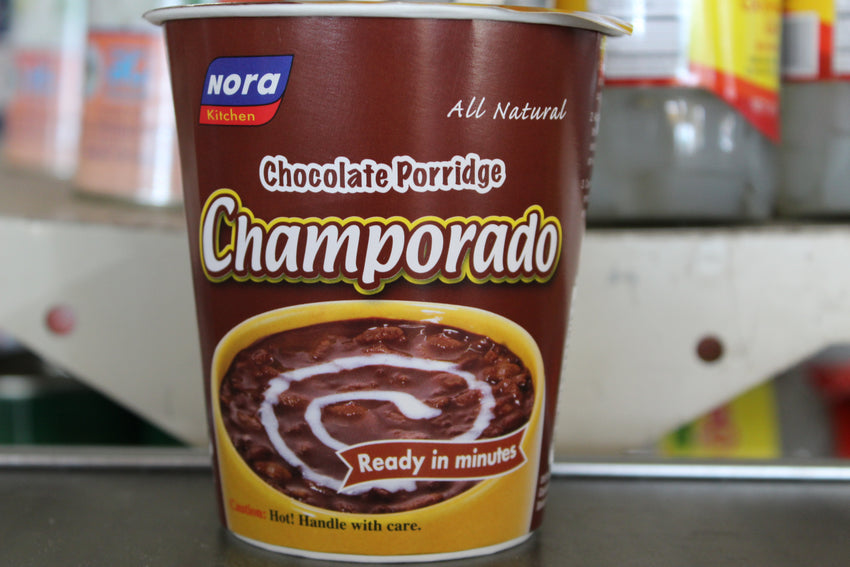 NORA
Kitchen
All Natural
Chocolate Porridge
Champorado
Ready in minutes
Caution: Hot! Handle with care.